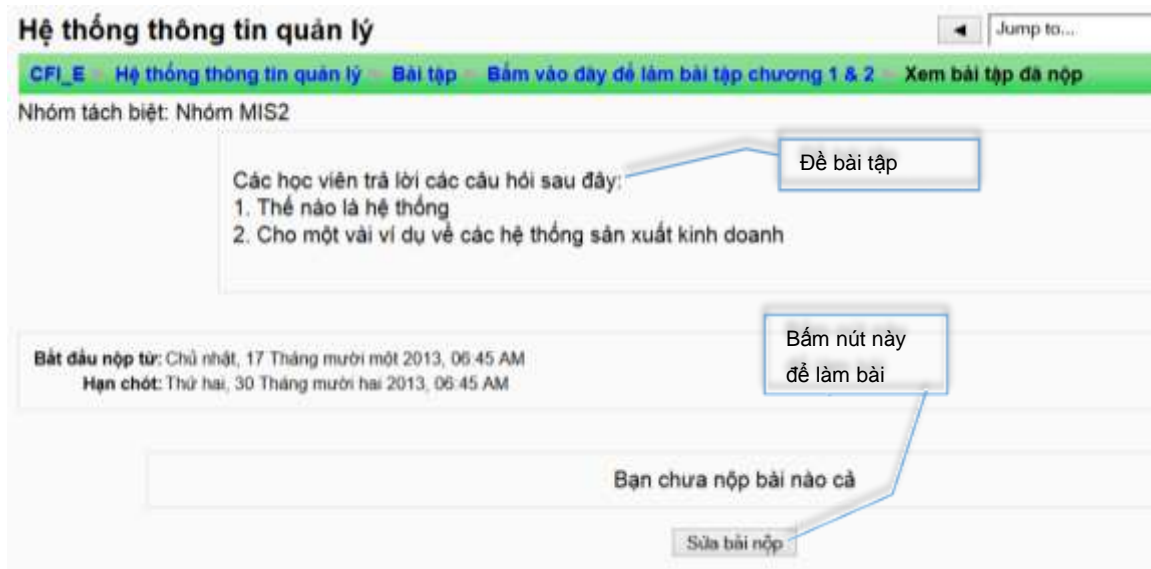 Hệ thống thông tin quản lý
◄ Jump to...
CFI_E Hệ thống thông tin quản lý Bài tập Bấm vào đây để làm bài tập chương 1 & 2 Xem bài tập đã nộp
Nhóm tách biệt: Nhóm MIS2
Đề bài tập
Các học viên trả lời các câu hỏi sau đây:
1. Thế nào là hệ thống
2. Cho một vài ví dụ về các hệ thống sản xuất kinh doanh
Bấm nút này
để làm bài
Bắt đầu nộp từ: Chủ nhật, 17 Tháng mười một 2013, 06:45 AM
Hạn chót: Thứ hai, 30 Tháng mười hai 2013, 06:45 AM
Bạn chưa nộp bài nào cả
Sửa bài nộp